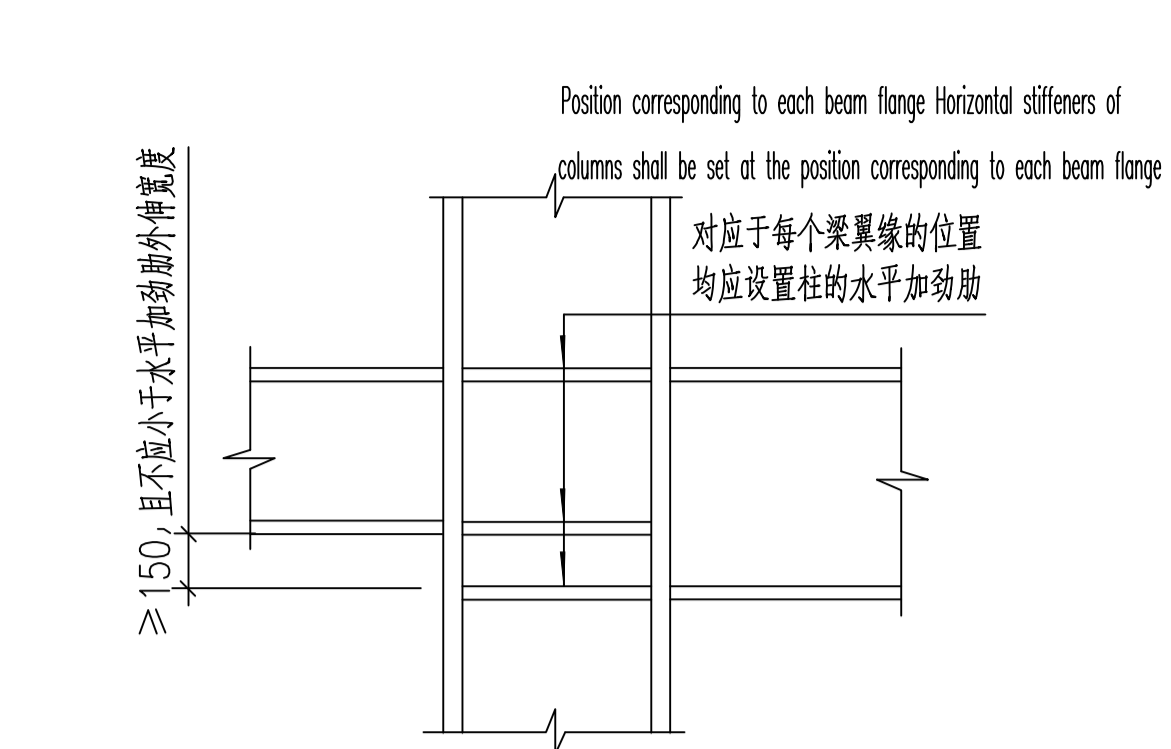 Position corresponding to each beam flange Horizontal stiffeners of
columns shall be set at the position corresponding to each beam flange
对应于每个梁翼缘的位置
均应设置柱的水平加劲肋
≥150,且不应小于水平加劲肋外伸宽度